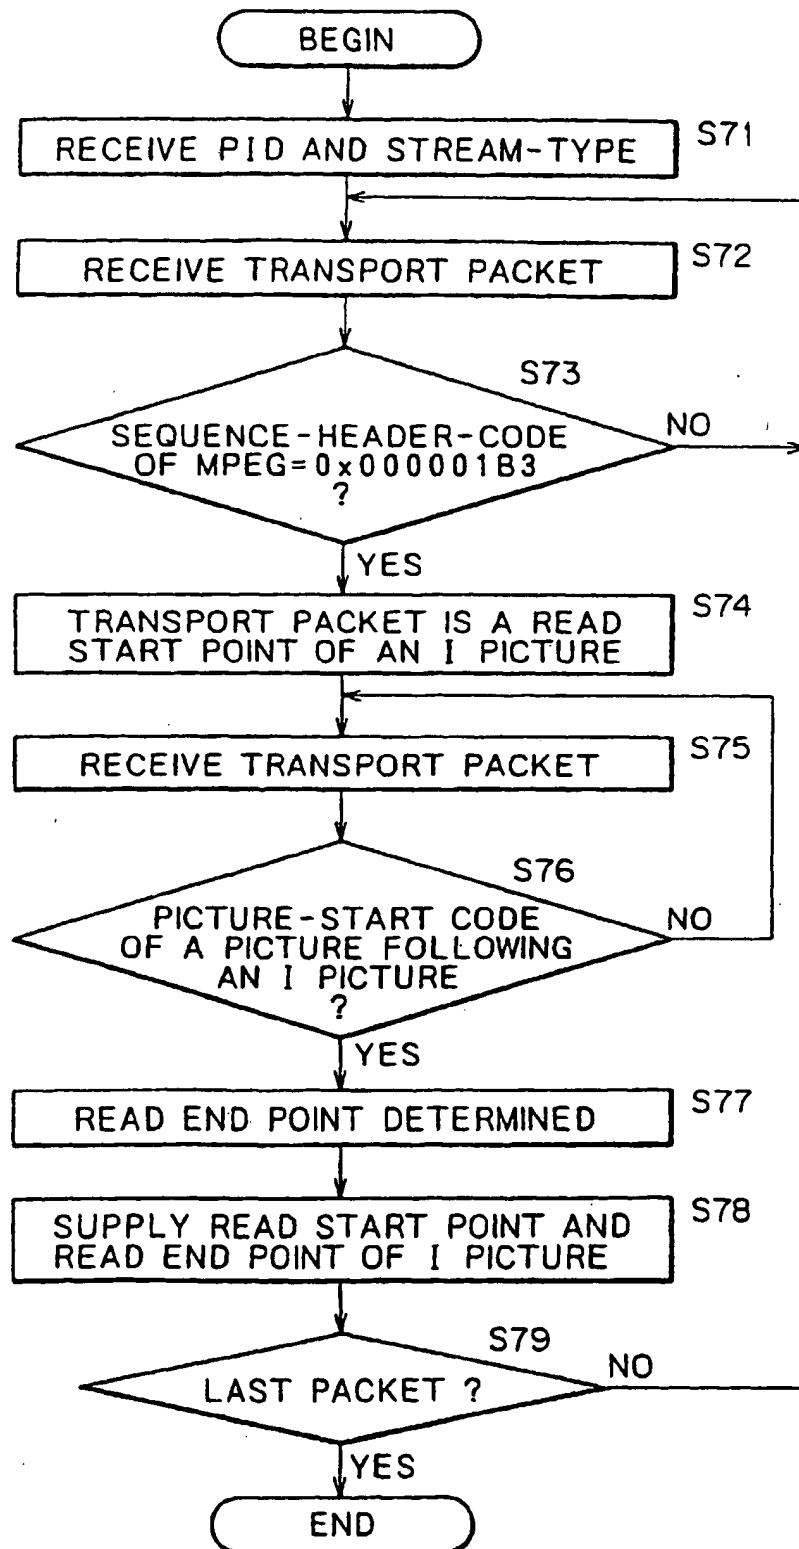 BEGIN
RECEIVE PID AND STREAM-TYPE
S71
RECEIVE TRANSPORT PACKET
S72
S73
SEQUENCE-HEADER-CODE
OF MPEG=0x000001B3
?
NO
YES
TRANSPORT PACKET IS A READ
START POINT OF AN I PICTURE
S74
RECEIVE TRANSPORT PACKET
S75
S76
PICTURE-START CODE
OF A PICTURE FOLLOWING
AN I PICTURE
?
NO
YES
READ END POINT DETERMINED
S77
SUPPLY READ START POINT AND
READ END POINT OF I PICTURE
S78
S79
LAST PACKET ?
NO
YES
END